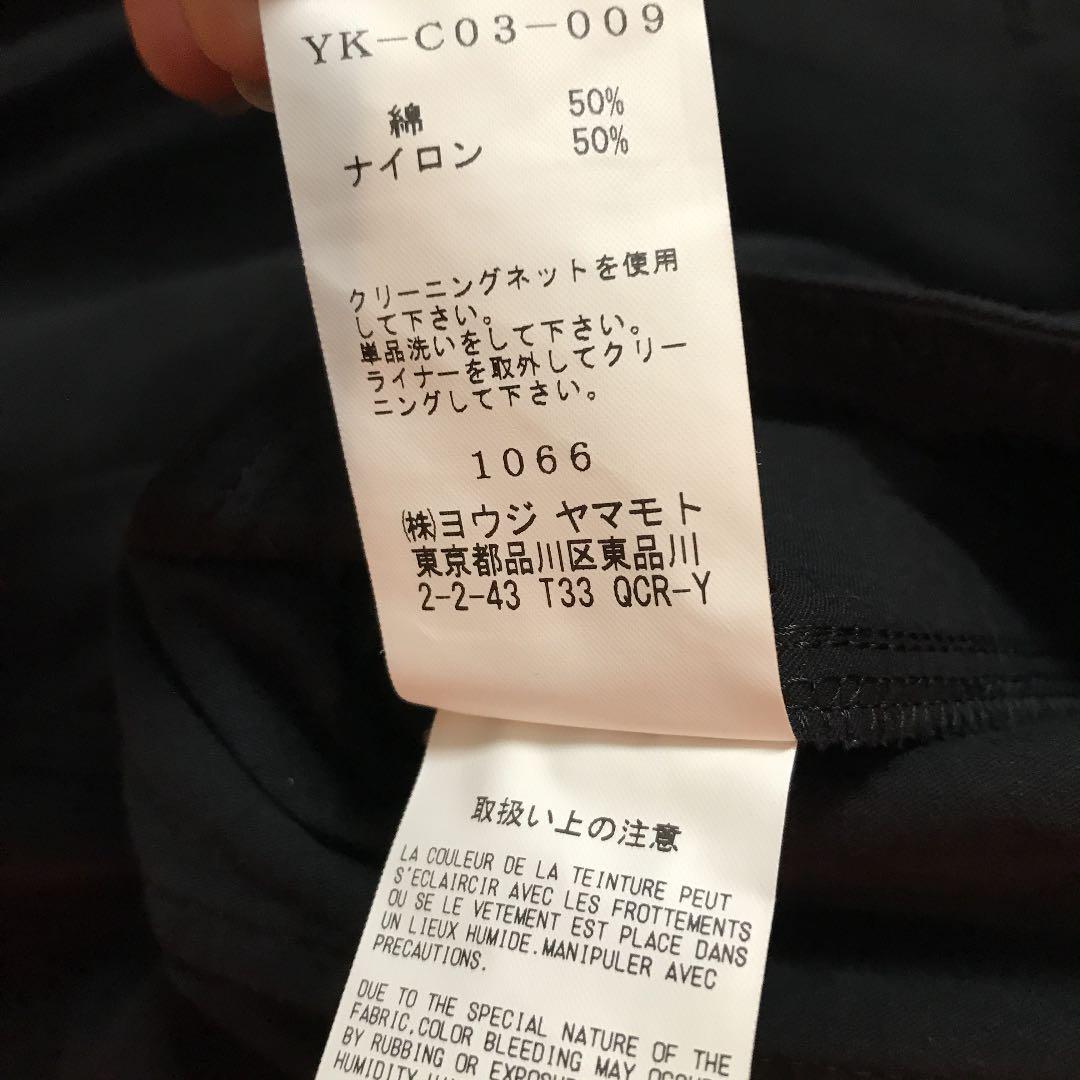 YK-C03-009
綿 50%
ナイロン 50%
クリーニングネットを使用
して下さい。
単品洗いをして下さい。
ライナーを取外してクリー
ニングして下さい。
1066
㈱ヨウジ ヤマモト
東京都品川区東品川
2-2-43 T33 QCR-Y
取扱い上の注意
LA COULEUR DE LA TEINTURE PEUT
S'ECLAIRCIR AVEC LES FROTTEMENTS
OU SE LE VETEMENT EST PLACE DANS
UN LIEUX HUMIDE.MANIPULER AVEC
PRECAUTIONS.
DUE TO THE SPECIAL NATURE OF THE
FABRIC,COLOR BLEEDING MAY OCCUR
BY RUBBING OR
HUMIDITY